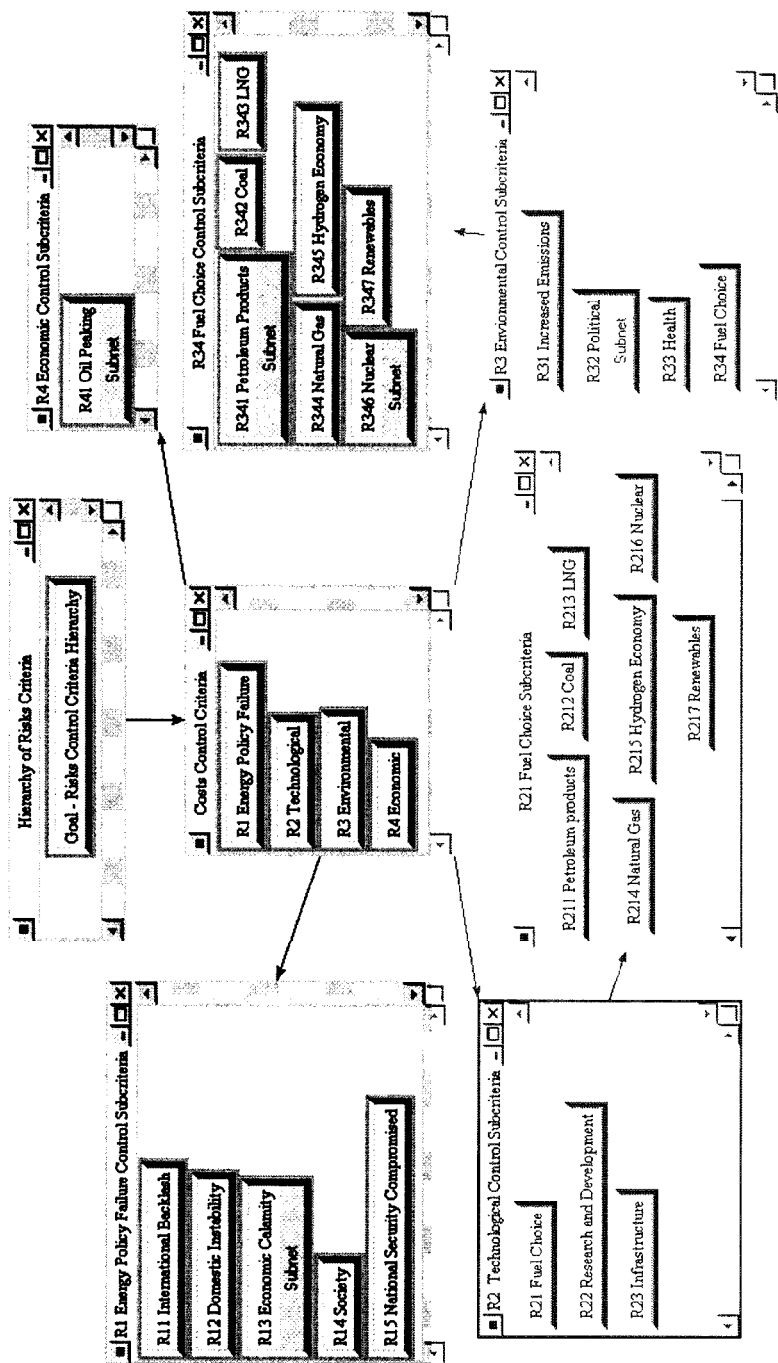 Hierarchy of Risks Criteria
Goal - Risks Control Criteria Hierarchy
R1 Energy Policy Failure Control Subcriteria
R11 International Backlash
R12 Domestic Instability
R13 Economic Calamity
Subnet
R14 Society
R15 National Security Compromised
Costs Control Criteria
R1 Energy Policy Failure
R2 Technological
R3 Environmental
R4 Economic
R4 Economic Control Subcriteria
R41 Oil Peaking
Subnet
R34 Fuel Choice Control Subcriteria
R341 Petroleum Products
Subnet
R342 Coal
R343 LNG
R344 Natural Gas
R345 Hydrogen Economy
R346 Nuclear
Subnet
R347 Renewables
R2 Technological Control Subcriteria
R21 Fuel Choice
R22 Research and Development
R23 Infrastructure
R21 Fuel Choice Subcriteria
R211 Petroleum products
R212 Coal
R213 LNG
R214 Natural Gas
R215 Hydrogen Economy
R216 Nuclear
R217 Renewables
R3 Envionmental Control Subcriteria
R31 Increased Emissions
R32 Political
Subnet
R33 Health
R34 Fuel Choice